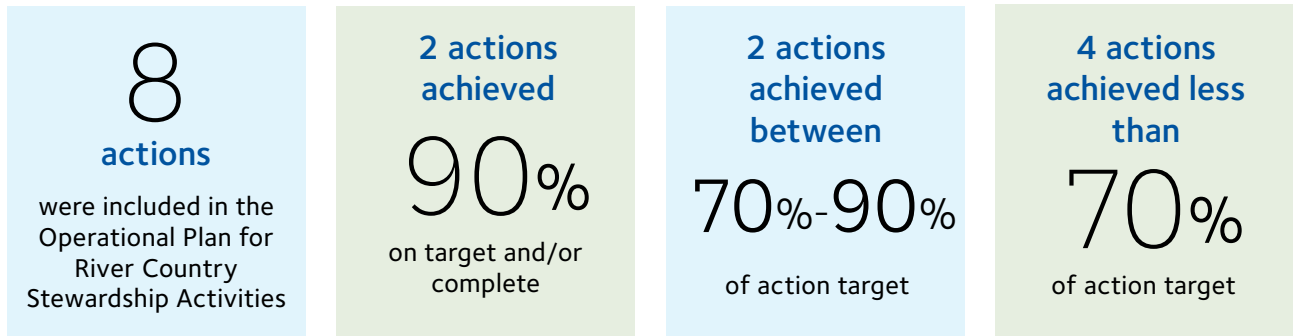 8
actions
were included in the
Operational Plan for
River Country
Stewardship Activities
2 actions
achieved
90%
on target and/or
complete
2 actions
achieved
between
70%-90%
of action target
4 actions
achieved less
than
70%
of action target